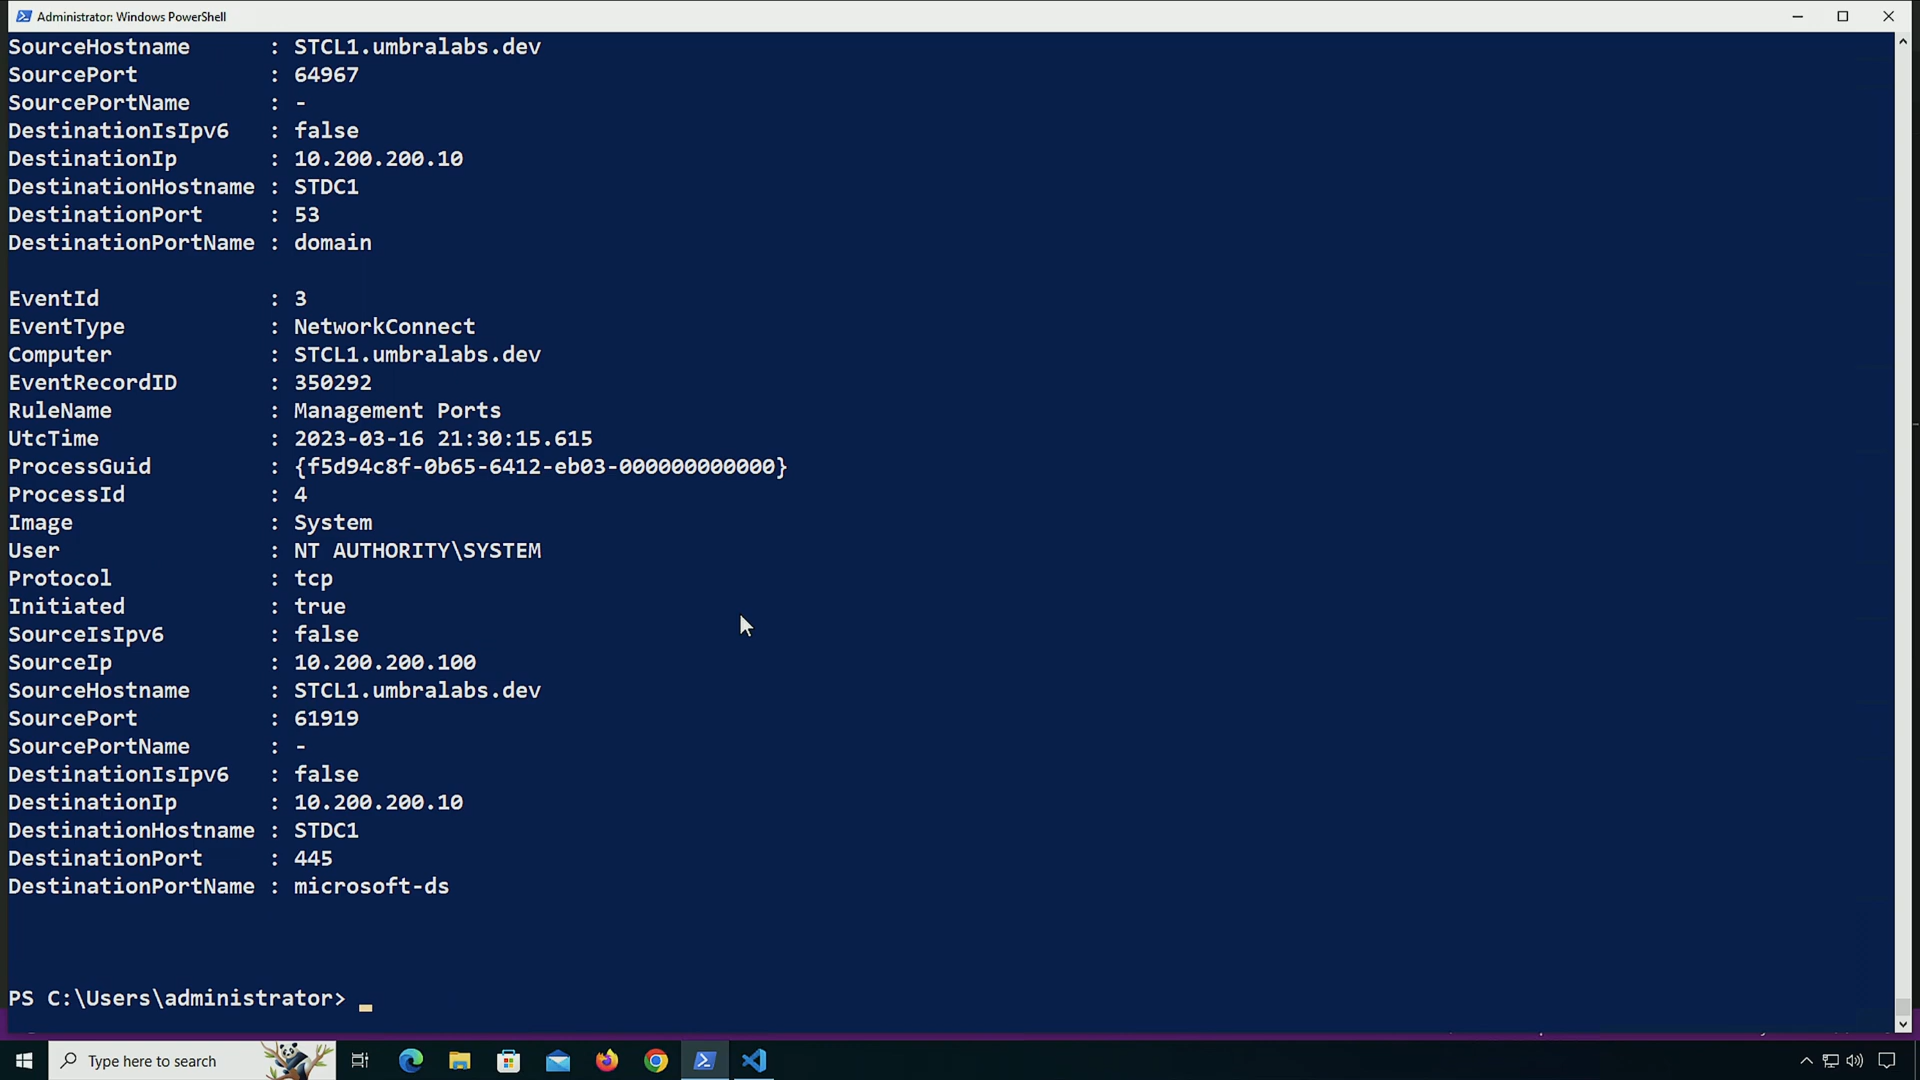 Administrator: Windows PowerShell
SourceHostname : STCL1.umbralabs.dev
SourcePort : 64967
SourcePortName : -
DestinationIsIpv6 : false
DestinationIp : 10.200.200.10
DestinationHostname : STDC1
DestinationPort : 53
DestinationPortName : domain
EventId : 3
EventType : NetworkConnect
Computer : STCL1.umbralabs.dev
EventRecordID : 350292
RuleName : Management Ports
UtcTime : 2023-03-16 21:30:15.615
ProcessGuid : {f5d94c8f-0b65-6412-eb03-000000000000}
ProcessId : 4
Image : System
User : NT AUTHORITY\SYSTEM
Protocol : tcp
Initiated : true
SourceIsIpv6 : false
SourceIp : 10.200.200.100
SourceHostname : STCL1.umbralabs.dev
SourcePort : 61919
SourcePortName : -
DestinationIsIpv6 : false
DestinationIp : 10.200.200.10
DestinationHostname : STDC1
DestinationPort : 445
DestinationPortName : microsoft-ds
PS C:\Users\administrator>
Type here to search